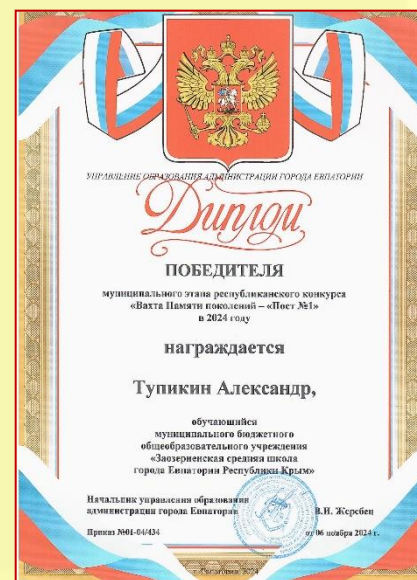 УПРАВЛЕНИЕ ОБРАЗОВАНИЯ АДМИНИСТРАЦИИ ГОРОДА ЕВПАТОРИИ
Диплом
ПОБЕДИТЕЛЯ
муниципального этапа республиканского конкурса
«Вахта Памяти поколений – «Пост №1»
в 2024 году
награждается
Тупикин Александр,
обучающийся
муниципального бюджетного
общеобразовательного учреждения
«Заозерненская средняя школа
города Евпатории Республики Крым»
Начальник управления образования
администрации города Евпатории В.И. Жеребец
Приказ №01-04/434 от 06 ноября 2024 г.
г. Евпатория, 2024